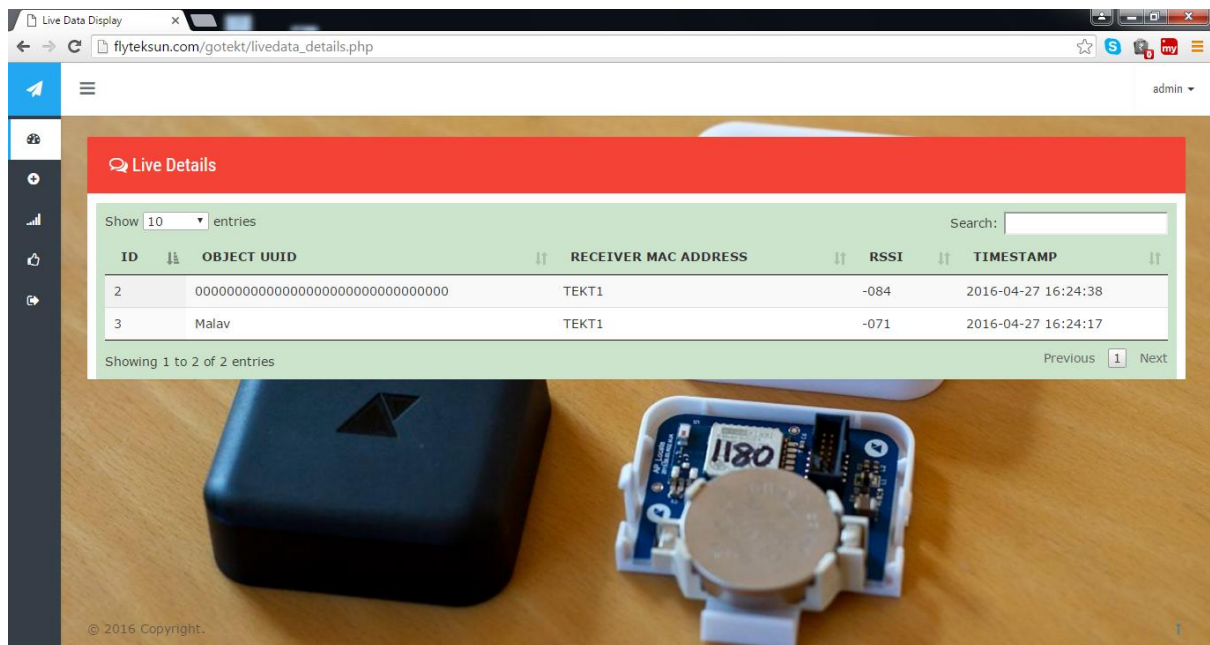 Live Data Display
flyteksun.com/gotekt/livedata_details.php
admin
Live Details
Show 10 entries Search:
ID OBJECT UUID RECEIVER MAC ADDRESS RSSI TIMESTAMP
2 00000000000000000000000000000000 TEKT1 -084 2016-04-27 16:24:38
3 Malav TEKT1 -071 2016-04-27 16:24:17
Showing 1 to 2 of 2 entries Previous 1 Next
AP_Locate
1180
© 2016 Copyright.